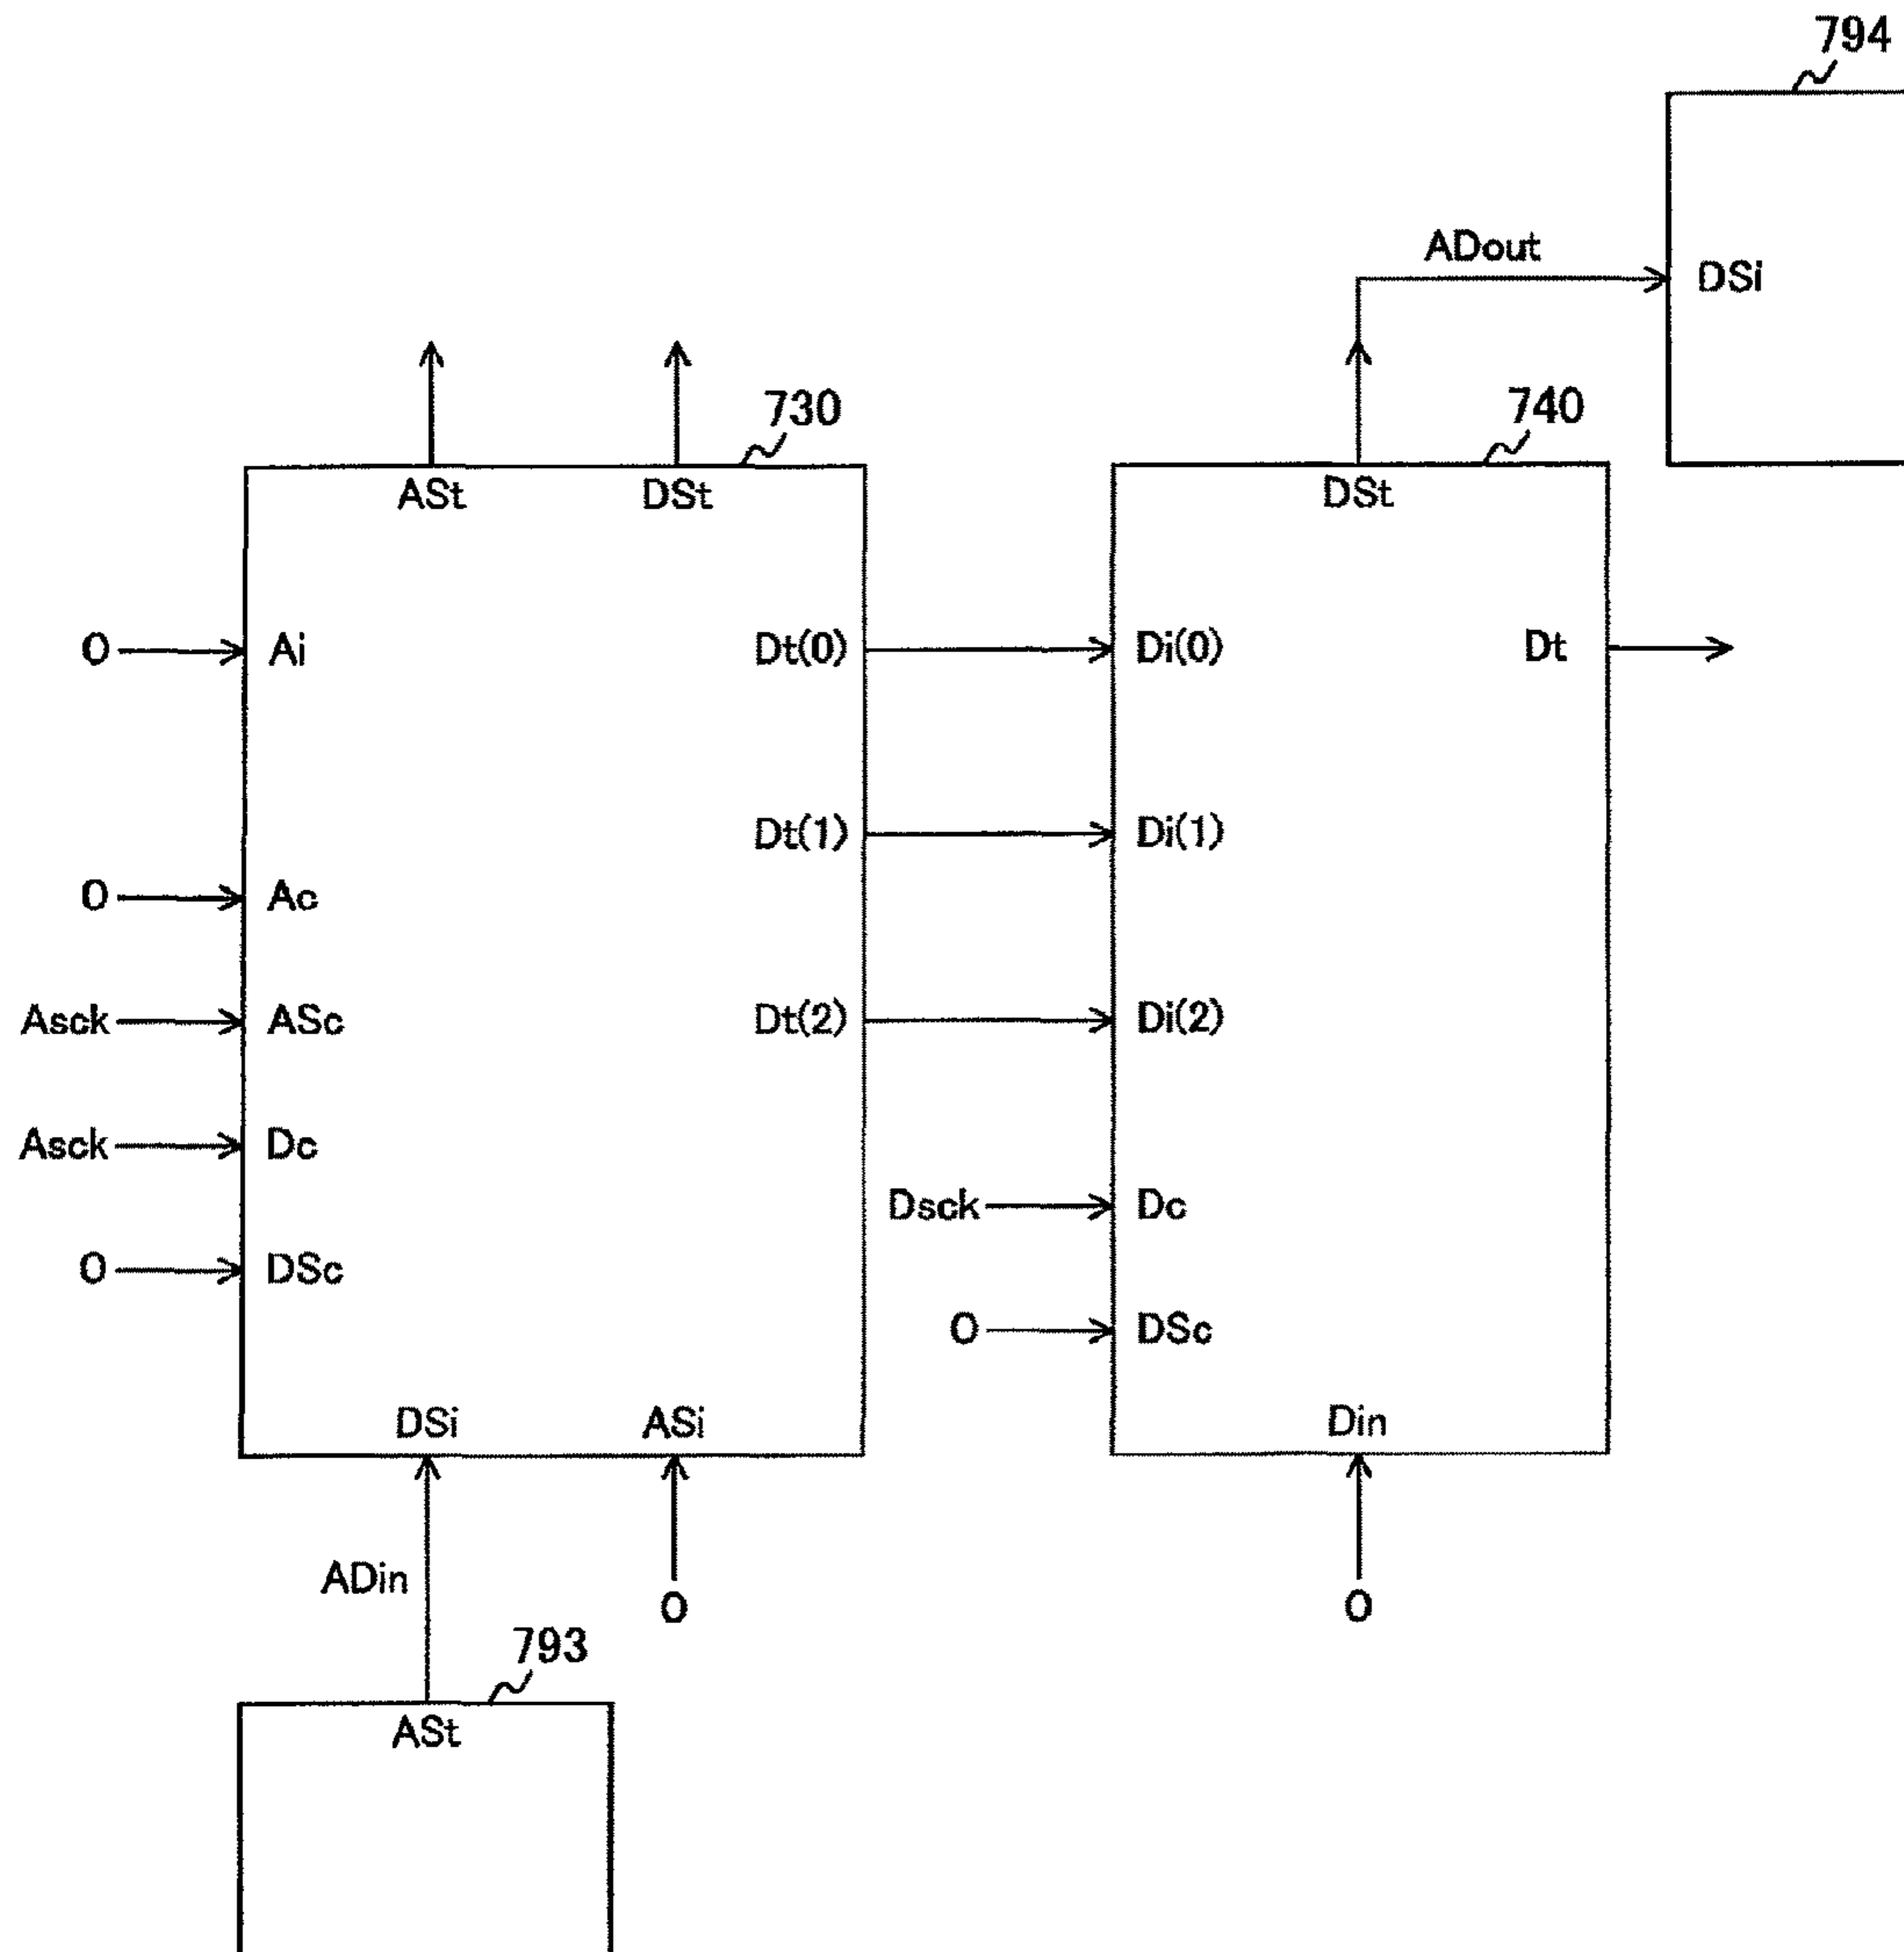 794
ADout
DSi
730
740
ASt
DSt
DSt
0
Ai
Dt(0)
Di(0)
Dt
Dt(1)
Di(1)
0
Ac
Asck
ASc
Dt(2)
Di(2)
Asck
Dc
Dsck
Dc
0
DSc
0
DSc
DSi
ASi
Din
ADin
0
0
793
ASt